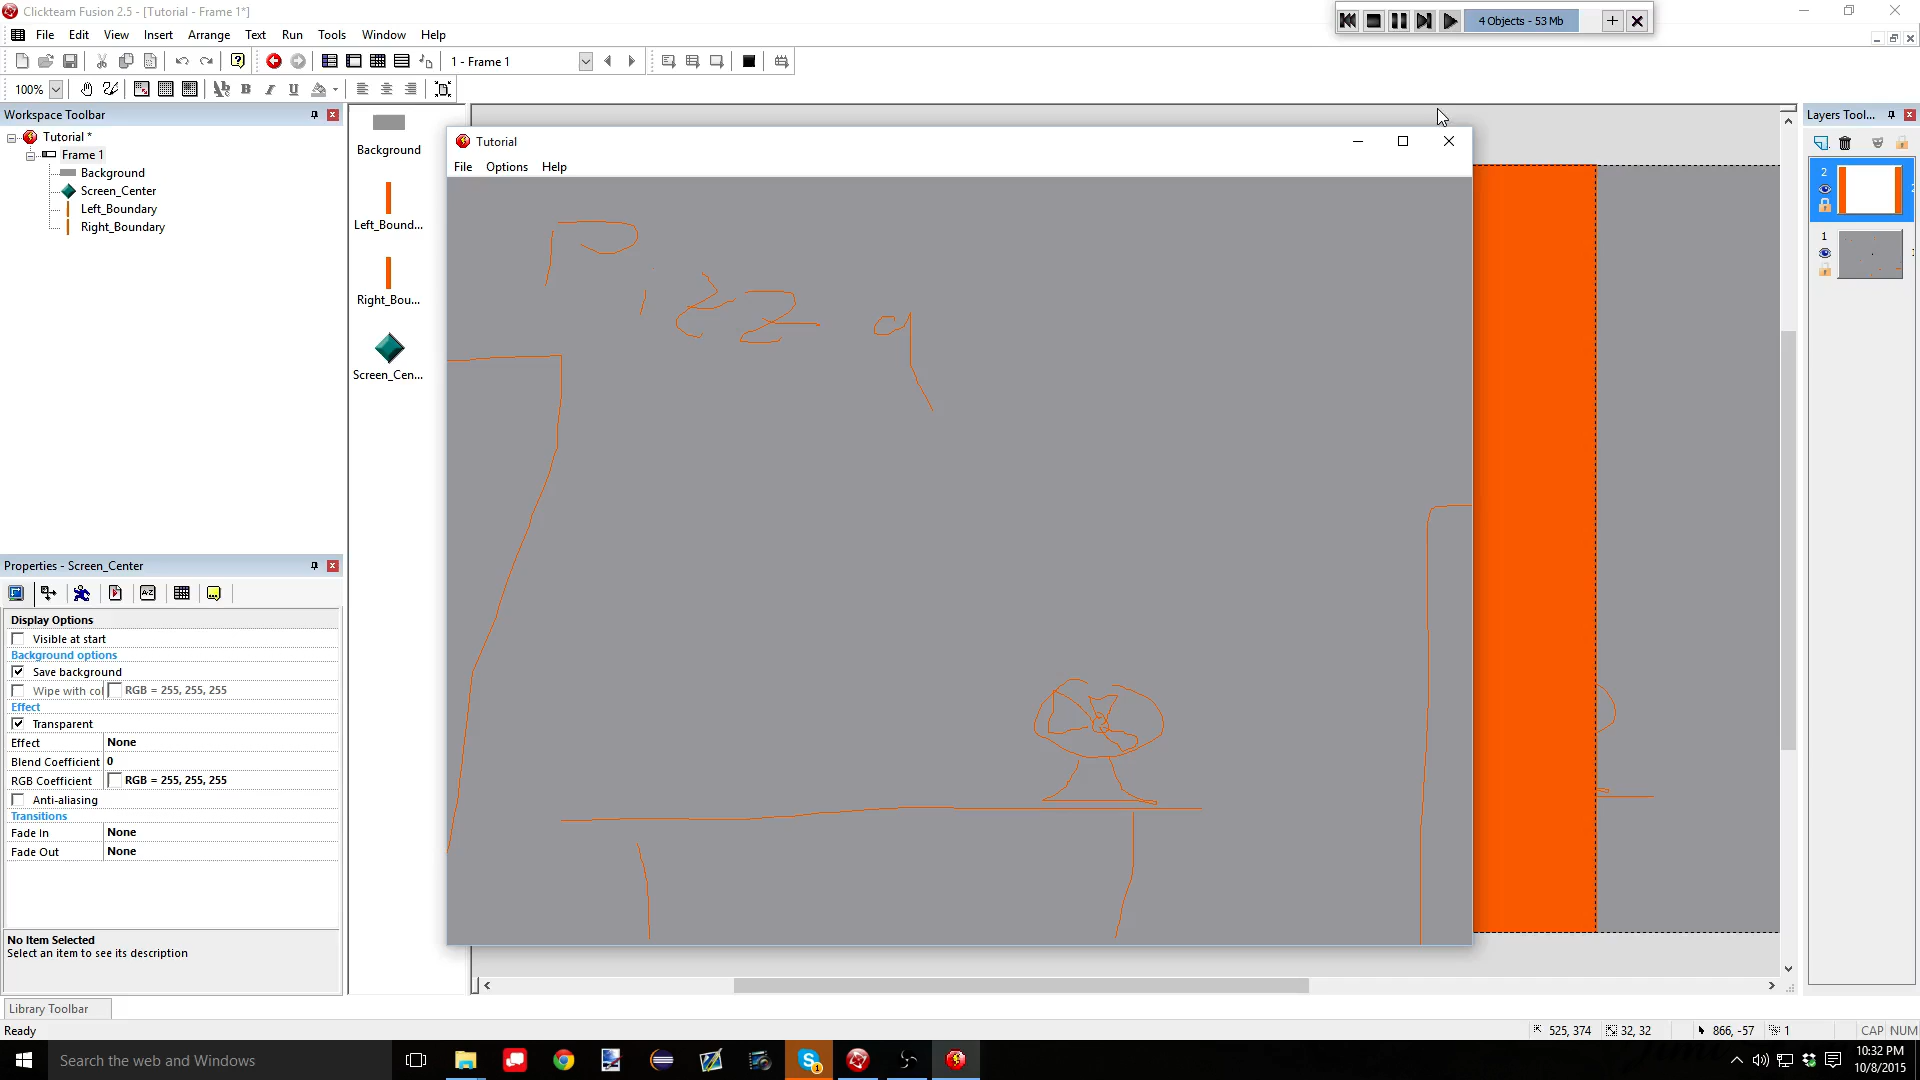 Clickteam Fusion 2.5 - [Tutorial - Frame 1*]
4 Objects - 53 Mb
File Edit View Insert Arrange Text Run Tools Window Help
1 - Frame 1
100%
Workspace Toolbar
Tutorial *
Frame 1
Background
Screen_Center
Left_Boundary
Right_Boundary
Background
Left_Bound...
Right_Bou...
Screen_Cen...
Tutorial
File Options Help
Pizza
Layers Tool...
2
1
Properties - Screen_Center
Display Options
Visible at start
Background options
Save background
Wipe with col RGB = 255, 255, 255
Effect
Transparent
Effect None
Blend Coefficient 0
RGB Coefficient RGB = 255, 255, 255
Anti-aliasing
Transitions
Fade In None
Fade Out None
No Item Selected
Select an item to see its description
Library Toolbar
Ready
525, 374 32, 32 866, -57 1 CAP NUM
Search the web and Windows
10:32 PM
10/8/2015